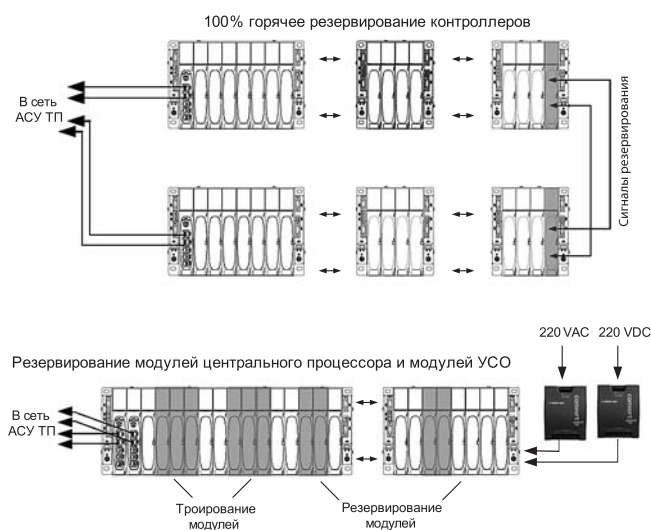 100% горячее резервирование контроллеров
В сеть
АСУ ТП
Сигналы резервирования
220 VAC
220 VDC
Резервирование модулей центрального процессора и модулей УСО
В сеть
АСУ ТП
Троирование
модулей
Резервирование
модулей